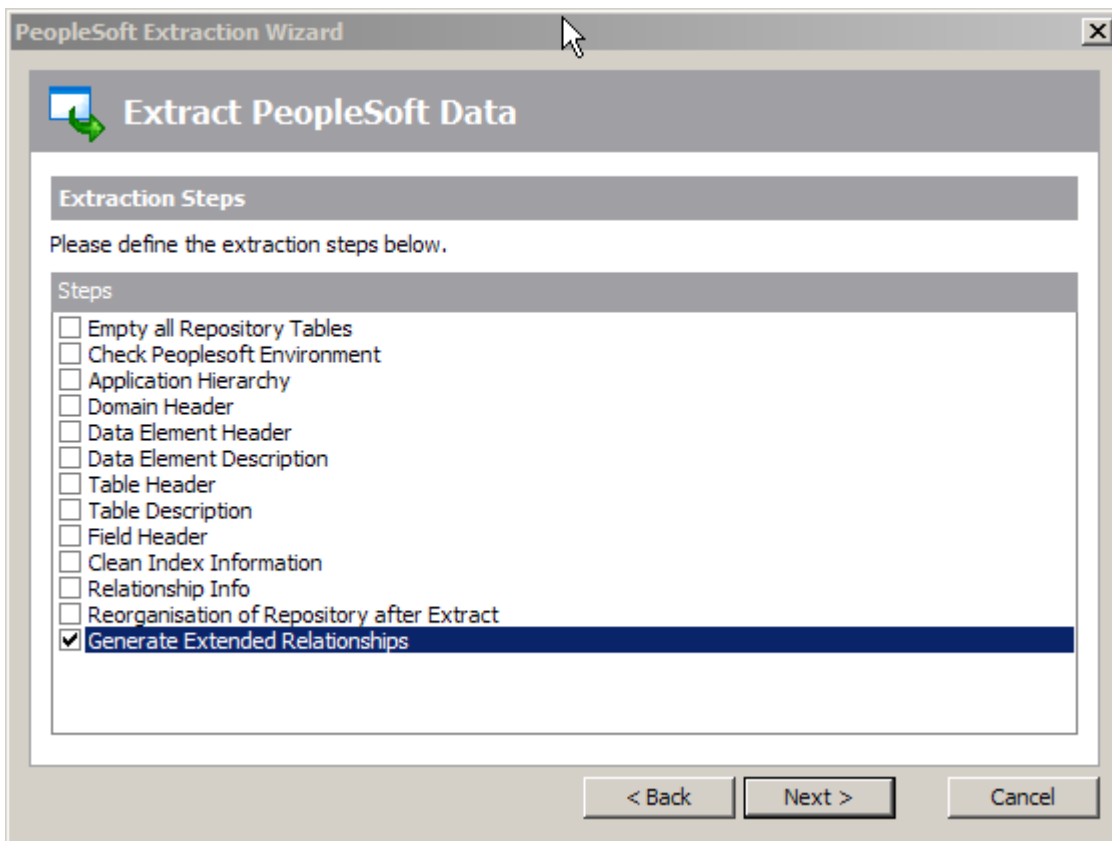 PeopleSoft Extraction Wizard
Extract PeopleSoft Data
Extraction Steps
Please define the extraction steps below.
Steps
Empty all Repository Tables
Check Peoplesoft Environment
Application Hierarchy
Domain Header
Data Element Header
Data Element Description
Table Header
Table Description
Field Header
Clean Index Information
Relationship Info
Reorganisation of Repository after Extract
Generate Extended Relationships
< Back Next > Cancel